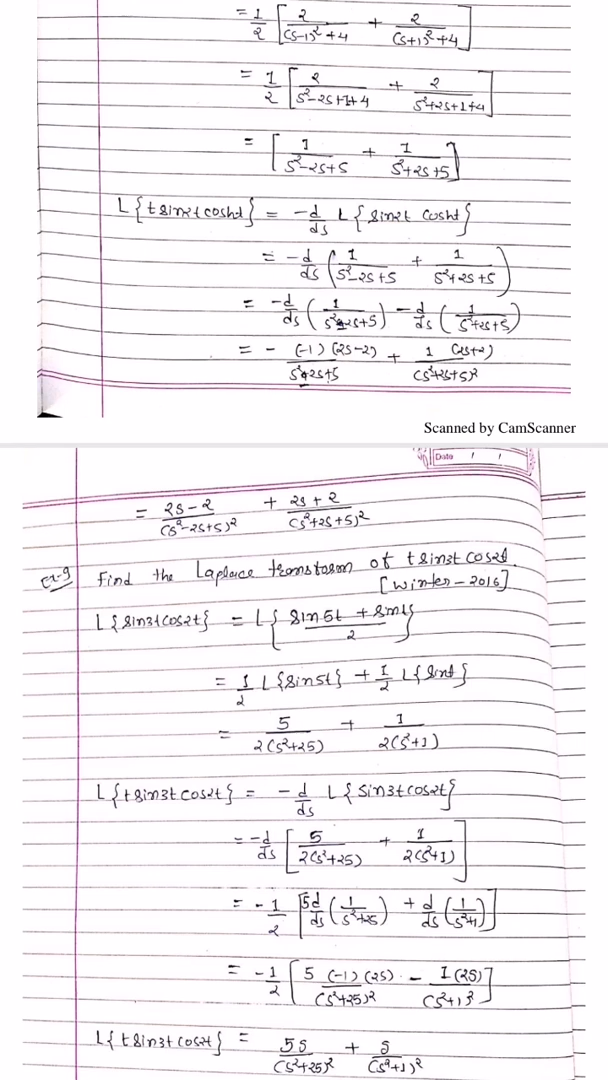 = 1/2 [ 2/((s-1)²+4) + 2/((s+1)²+4) ]
= 1/2 [ 2/(s²-2s+1+4) + 2/(s²+2s+1+4) ]
= [ 1/(s²-2s+5) + 1/(s²+2s+5) ]
L{t sin2t cosht} = -d/ds L{sin2t cosht}
= -d/ds ( 1/(s²-2s+5) + 1/(s²+2s+5) )
= -d/ds ( 1/(s²-2s+5) ) - d/ds ( 1/(s²+2s+5) )
= - (-1)(2s-2)/(s²-2s+5) + 1(2s+2)/(s²+2s+5)²
Scanned by CamScanner
Date / /
= (2s-2)/(s²-2s+5)² + (2s+2)/(s²+2s+5)²
Ex-9 Find the Laplace transform of t sin3t cos2t.
[Winter-2016]
L{sin3t cos2t} = L{ (sin5t + sint)/2 }
= 1/2 L{sin5t} + 1/2 L{sint}
= 5/(2(s²+25)) + 1/(2(s²+1))
L{t sin3t cos2t} = -d/ds L{sin3t cos2t}
= -d/ds [ 5/(2(s²+25)) + 1/(2(s²+1)) ]
= -1/2 [ 5d/ds ( 1/(s²+25) ) + d/ds ( 1/(s²+1) ) ]
= -1/2 [ 5(-1)(2s)/(s²+25)² - 1(2s)/(s²+1)² ]
L{t sin3t cos2t} = 5s/(s²+25)² + s/(s²+1)²